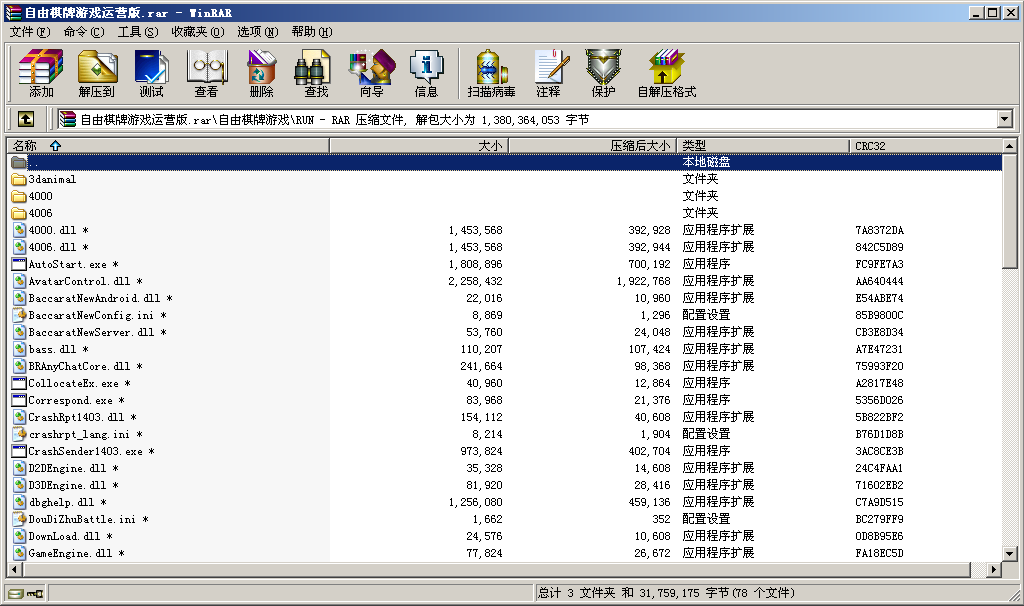 自由棋牌游戏运营版.rar - WinRAR
文件(F) 命令(C) 工具(S) 收藏夹(O) 选项(N) 帮助(H)
添加 解压到 测试 查看 删除 查找 向导 信息 扫描病毒 注释 保护 自解压格式
自由棋牌游戏运营版.rar\自由棋牌游戏\RUN - RAR 压缩文件, 解包大小为 1,380,364,053 字节
名称 大小 压缩后大小 类型 CRC32
.. 本地磁盘
3danimal 文件夹
4000 文件夹
4006 文件夹
4000.dll * 1,453,568 392,928 应用程序扩展 7A8372DA
4006.dll * 1,453,568 392,944 应用程序扩展 842C5D89
AutoStart.exe * 1,808,896 700,192 应用程序 FC9FE7A3
AvatarControl.dll * 2,258,432 1,922,768 应用程序扩展 AA640444
BaccaratNewAndroid.dll * 22,016 10,960 应用程序扩展 E54ABE74
BaccaratNewConfig.ini * 8,869 1,296 配置设置 85B9800C
BaccaratNewServer.dll * 53,760 24,048 应用程序扩展 CB3E8D34
bass.dll * 110,207 107,424 应用程序扩展 A7E47231
BRAnyChatCore.dll * 241,664 98,368 应用程序扩展 75993F20
CollocateEx.exe * 40,960 12,864 应用程序 A2817E48
Correspond.exe * 83,968 21,376 应用程序 5356D026
CrashRpt1403.dll * 154,112 40,608 应用程序扩展 5B822BF2
crashrpt_lang.ini * 8,214 1,904 配置设置 B76D1D8B
CrashSender1403.exe * 973,824 402,704 应用程序 3AC8CE3B
D2DEngine.dll * 35,328 14,608 应用程序扩展 24C4FAA1
D3DEngine.dll * 81,920 28,416 应用程序扩展 71602EB2
dbghelp.dll * 1,256,080 459,136 应用程序扩展 C7A9D515
DouDiZhuBattle.ini * 1,662 352 配置设置 BC279FF9
DownLoad.dll * 24,576 10,608 应用程序扩展 0D8B95E6
GameEngine.dll * 77,824 26,672 应用程序扩展 FA18EC5D
总计 3 文件夹 和 31,759,175 字节(78 个文件)